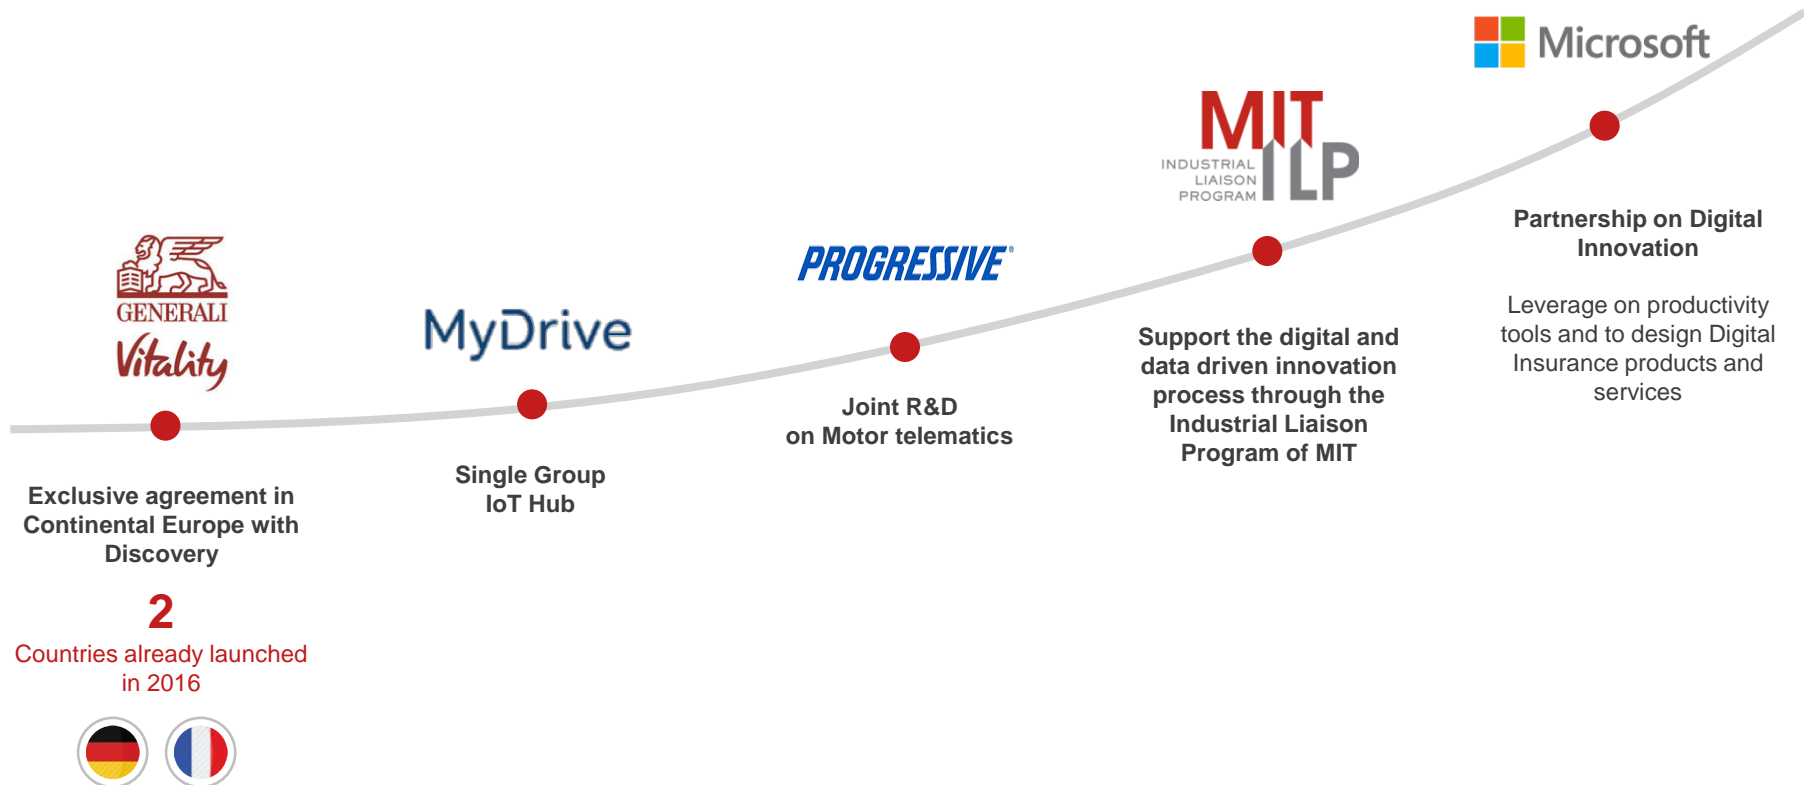 GENERALI
Vitality
Exclusive agreement in
Continental Europe with
Discovery
2
Countries already launched
in 2016
MyDrive
Single Group
IoT Hub
PROGRESSIVE®
Joint R&D
on Motor telematics
MIT
INDUSTRIAL
LIAISON
PROGRAM
ILP
Support the digital and
data driven innovation
process through the
Industrial Liaison
Program of MIT
Microsoft
Partnership on Digital
Innovation
Leverage on productivity
tools and to design Digital
Insurance products and
services